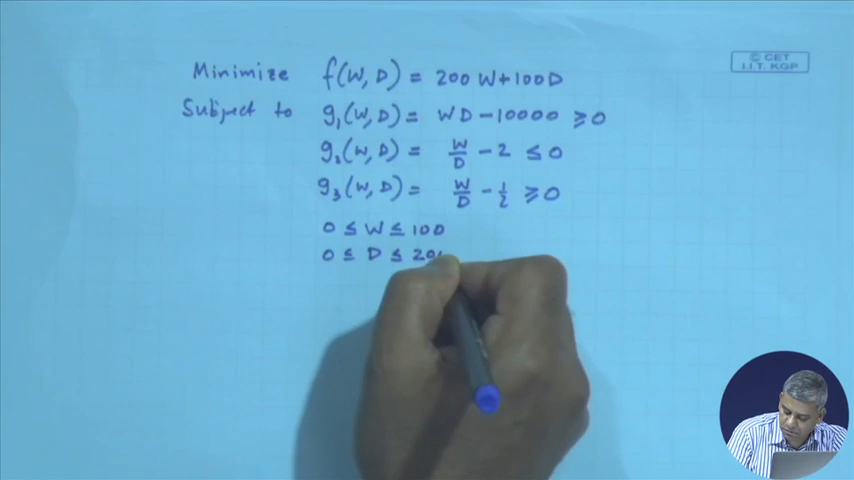 Minimize f(W, D) = 200 W + 100 D
© CET
I.I.T. KGP
Subject to g₁(W, D) = WD - 10000 ≥ 0
g₂(W, D) = W/D - 2 ≤ 0
g₃(W, D) = W/D - 1/2 ≥ 0
0 ≤ W ≤ 100
0 ≤ D ≤